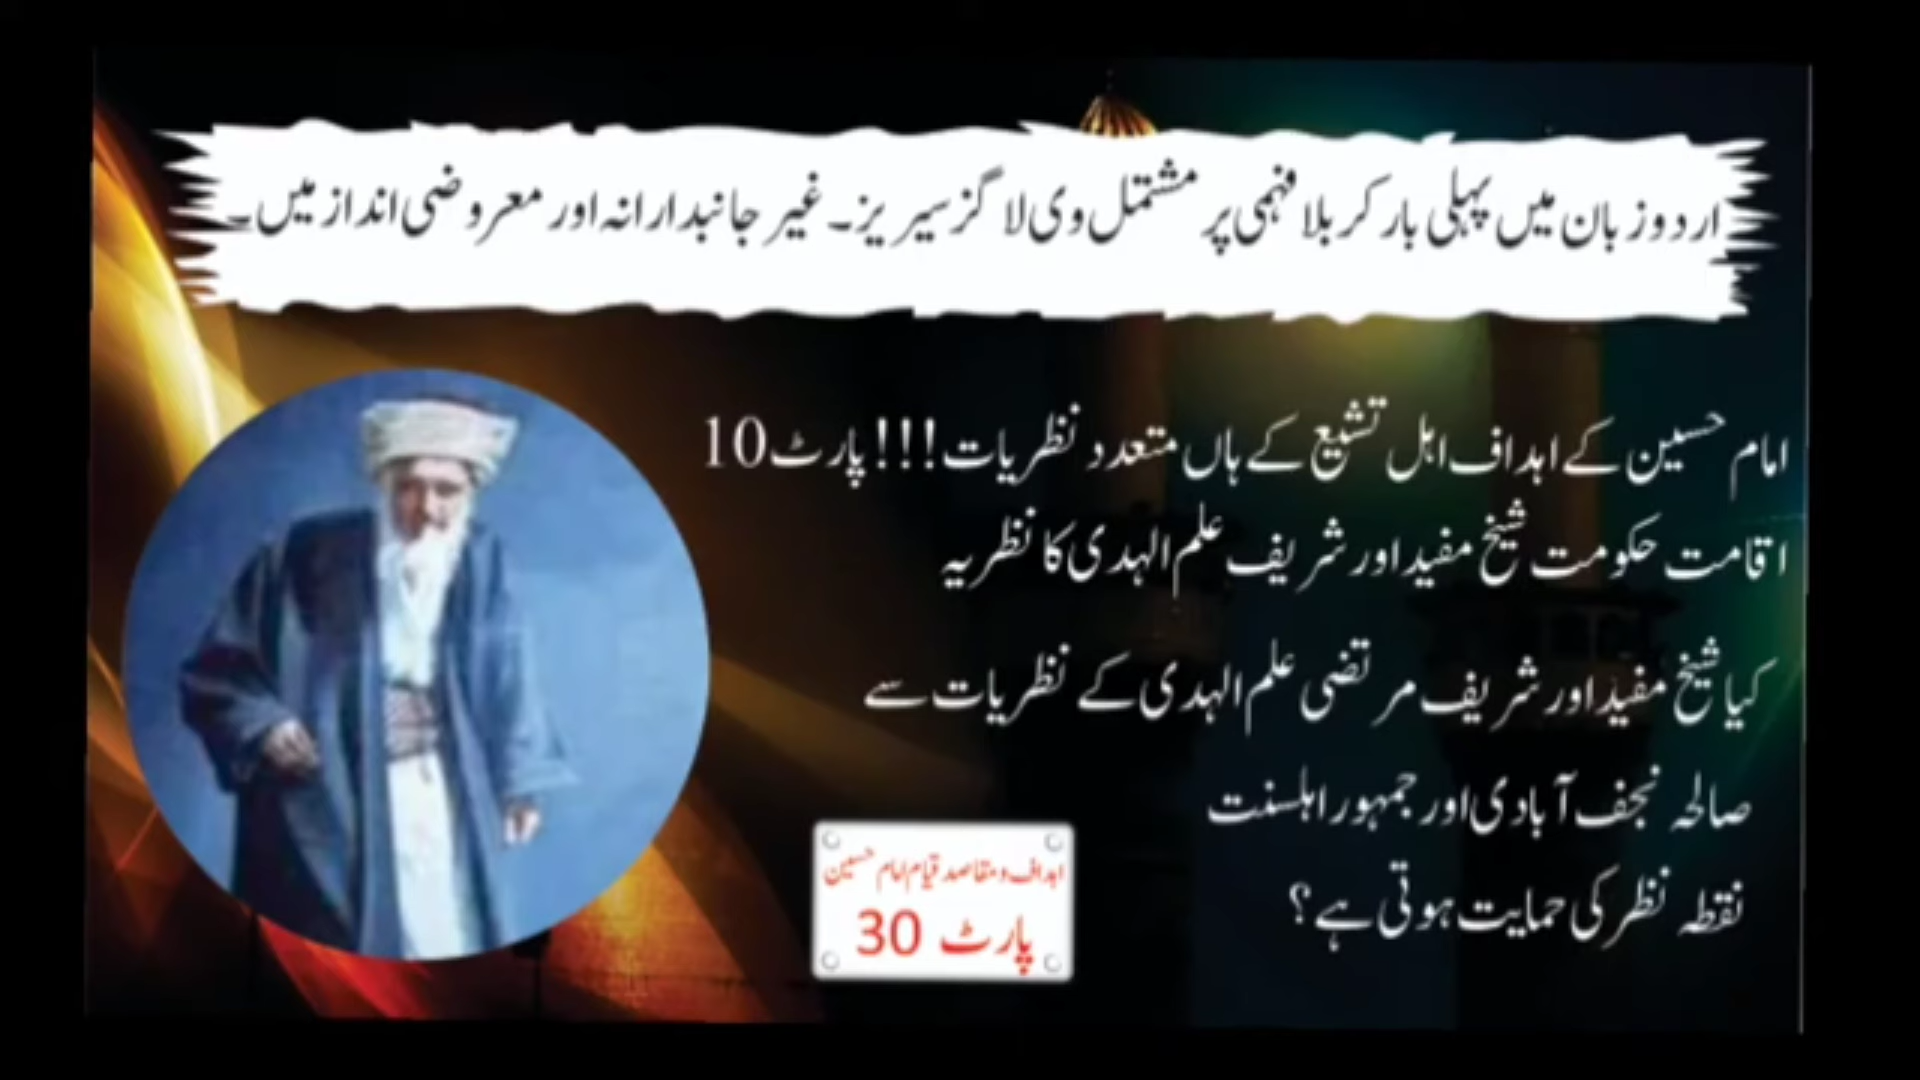 اردو زبان میں پہلی بار کربلا فہمی پر مشتمل وی لاگز سیریز۔ غیر جانبدارانہ اور معروضی انداز میں۔
امام حسین کے اہداف اہل تشیع کے ہاں متعدد نظریات!!! پارٹ 10
اقامت حکومت شیخ مفید اور شریف علم الہدی کا نظریہ
کیا شیخ مفید اور شریف مرتضی علم الہدی کے نظریات سے
صالحہ نجف آبادی اور جمہور اہلسنت
نقطہ نظر کی حمایت ہوتی ہے؟
اہداف و مقاصد قیام امام حسین
پارٹ 30